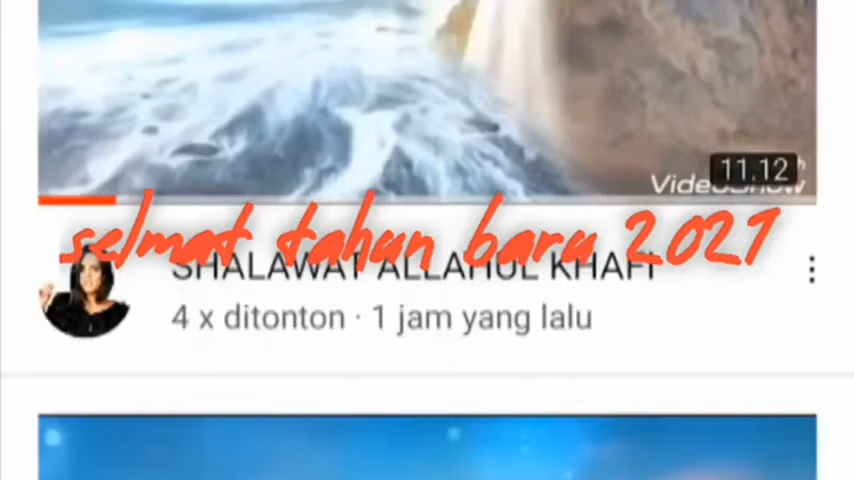 11.12
VideoShow
selmat tahun baru 2021
SHALAWAT ALLAHUL KHAFI
4 x ditonton · 1 jam yang lalu